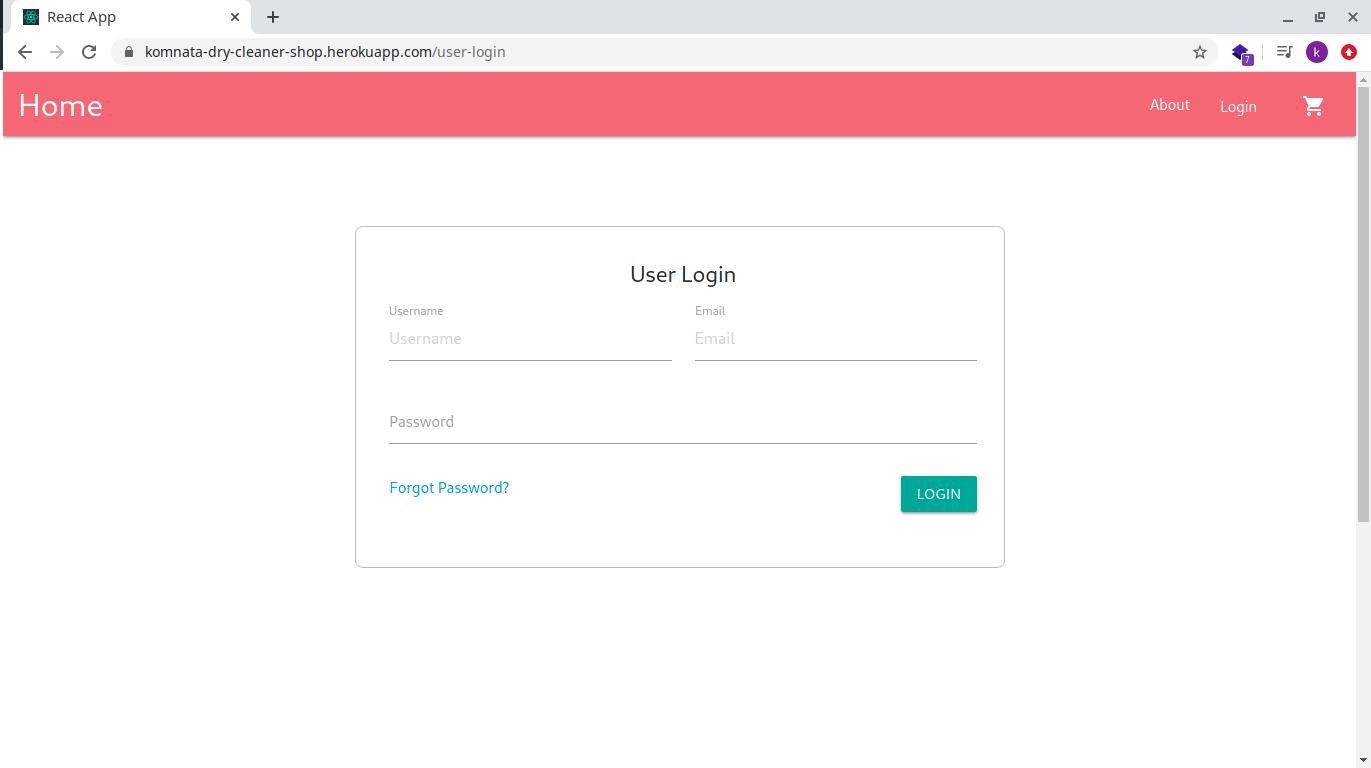 React App
komnata-dry-cleaner-shop.herokuapp.com/user-login
7
k
Home
About
Login
User Login
Username
Email
Username
Email
Password
Forgot Password?
LOGIN